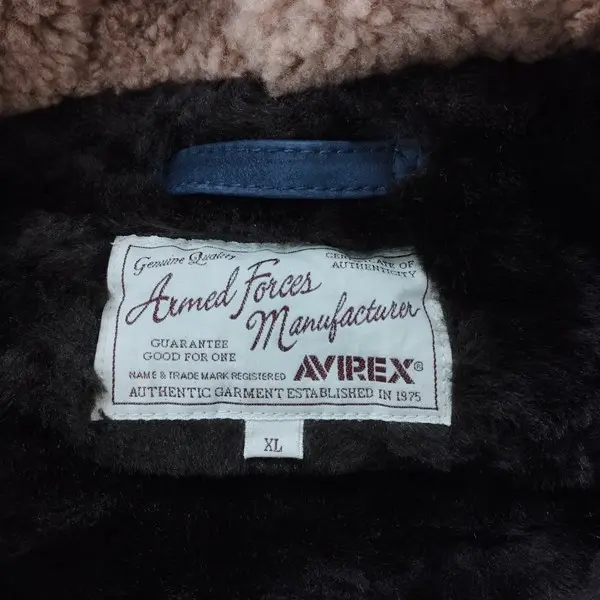 Genuine Quality
CERTIFICATE OF
AUTHENTICITY
Armed Forces
Manufacturer
GUARANTEE
GOOD FOR ONE
NAME & TRADE MARK REGISTERED
AVIREX®
AUTHENTIC GARMENT ESTABLISHED IN 1975
XL